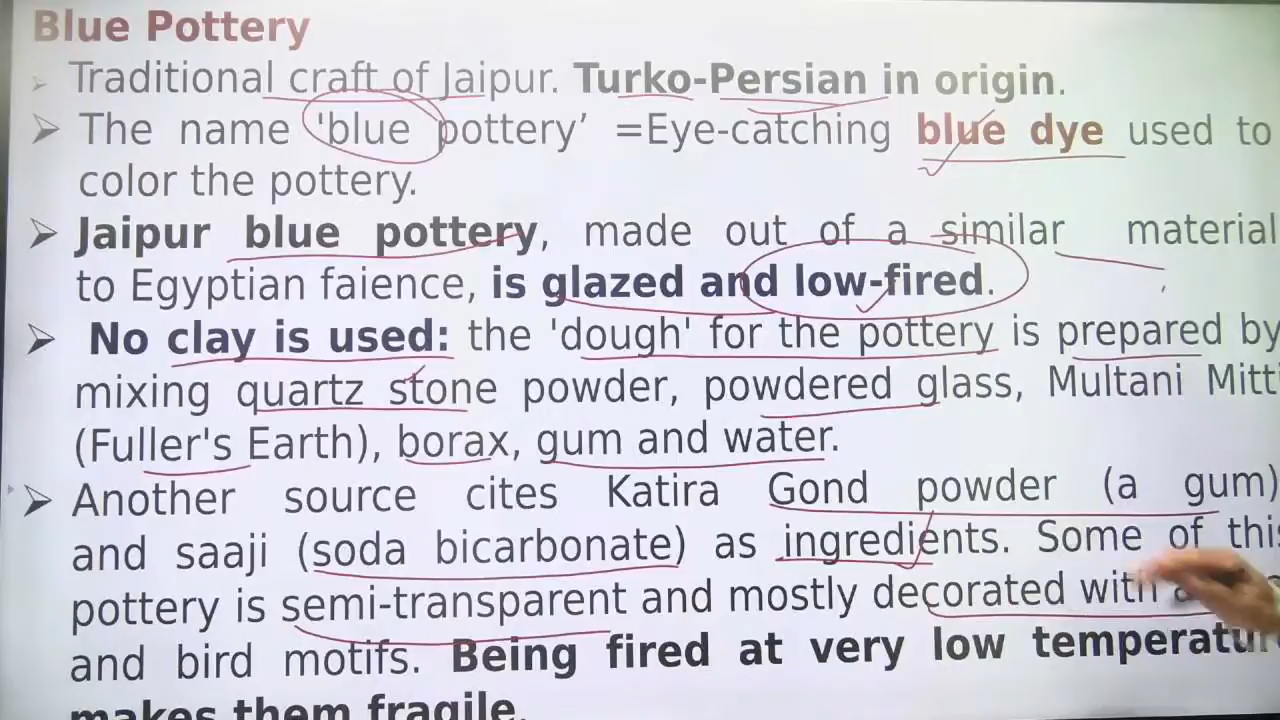 Blue Pottery
➢ Traditional craft of Jaipur. Turko-Persian in origin.
➢ The name 'blue pottery’ =Eye-catching blue dye used to
color the pottery.
➢ Jaipur blue pottery, made out of a similar material
to Egyptian faience, is glazed and low-fired.
➢ No clay is used: the 'dough' for the pottery is prepared by
mixing quartz stone powder, powdered glass, Multani Mitti
(Fuller's Earth), borax, gum and water.
➢ Another source cites Katira Gond powder (a gum)
and saaji (soda bicarbonate) as ingredients. Some of this
pottery is semi-transparent and mostly decorated with
and bird motifs. Being fired at very low temperature
makes them fragile.